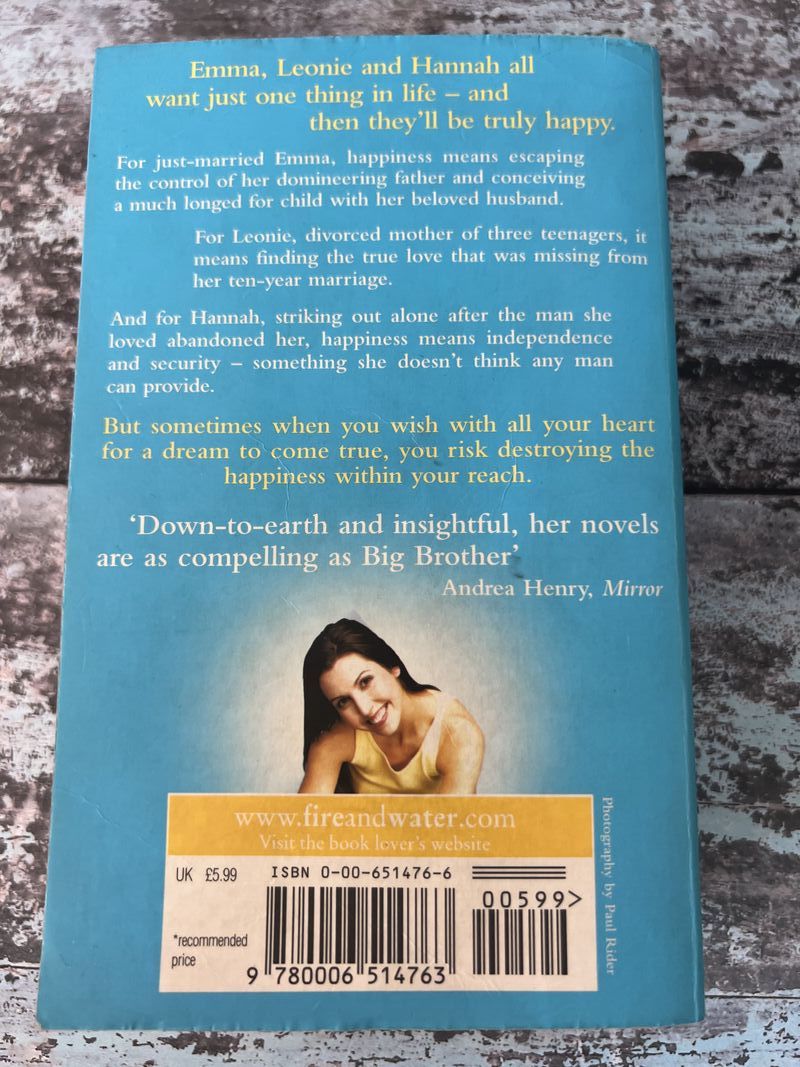 Emma, Leonie and Hannah all
want just one thing in life – and
then they'll be truly happy.
For just-married Emma, happiness means escaping
the control of her domineering father and conceiving
a much longed for child with her beloved husband.
For Leonie, divorced mother of three teenagers, it
means finding the true love that was missing from
her ten-year marriage.
And for Hannah, striking out alone after the man she
loved abandoned her, happiness means independence
and security – something she doesn't think any man
can provide.
But sometimes when you wish with all your heart
for a dream to come true, you risk destroying the
happiness within your reach.
'Down-to-earth and insightful, her novels
are as compelling as Big Brother'
Andrea Henry, Mirror
www.fireandwater.com
Visit the book lover's website
UK £5.99
ISBN 0-00-651476-6
00599>
*recommended
price
9 780006 514763
Photography by Paul Rider